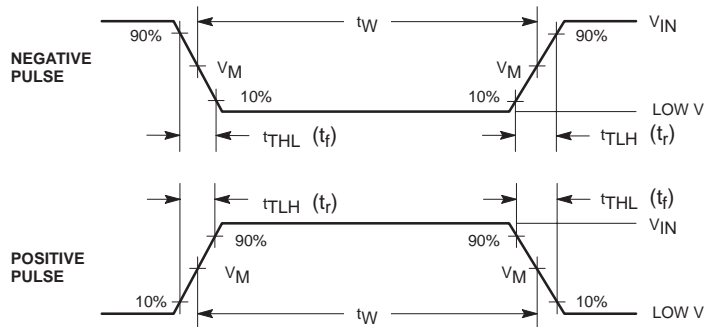 tW
VIN
90%
90%
NEGATIVE
PULSE
VM
VM
10%
10%
LOW V
tTHL (tf)
tTLH (tr)
tTLH (tr)
tTHL (tf)
VIN
90%
90%
POSITIVE
PULSE
VM
VM
10%
10%
tW
LOW V